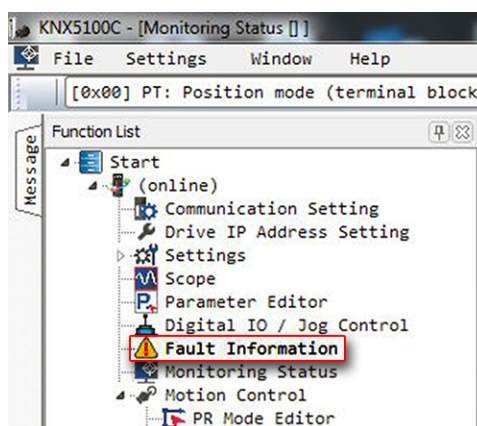 KNX5100C - [Monitoring Status [] ]
File Settings Window Help
[0x00] PT: Position mode (terminal block
Message
Function List
Start
(online)
Communication Setting
Drive IP Address Setting
Settings
Scope
Parameter Editor
Digital IO / Jog Control
Fault Information
Monitoring Status
Motion Control
PR Mode Editor